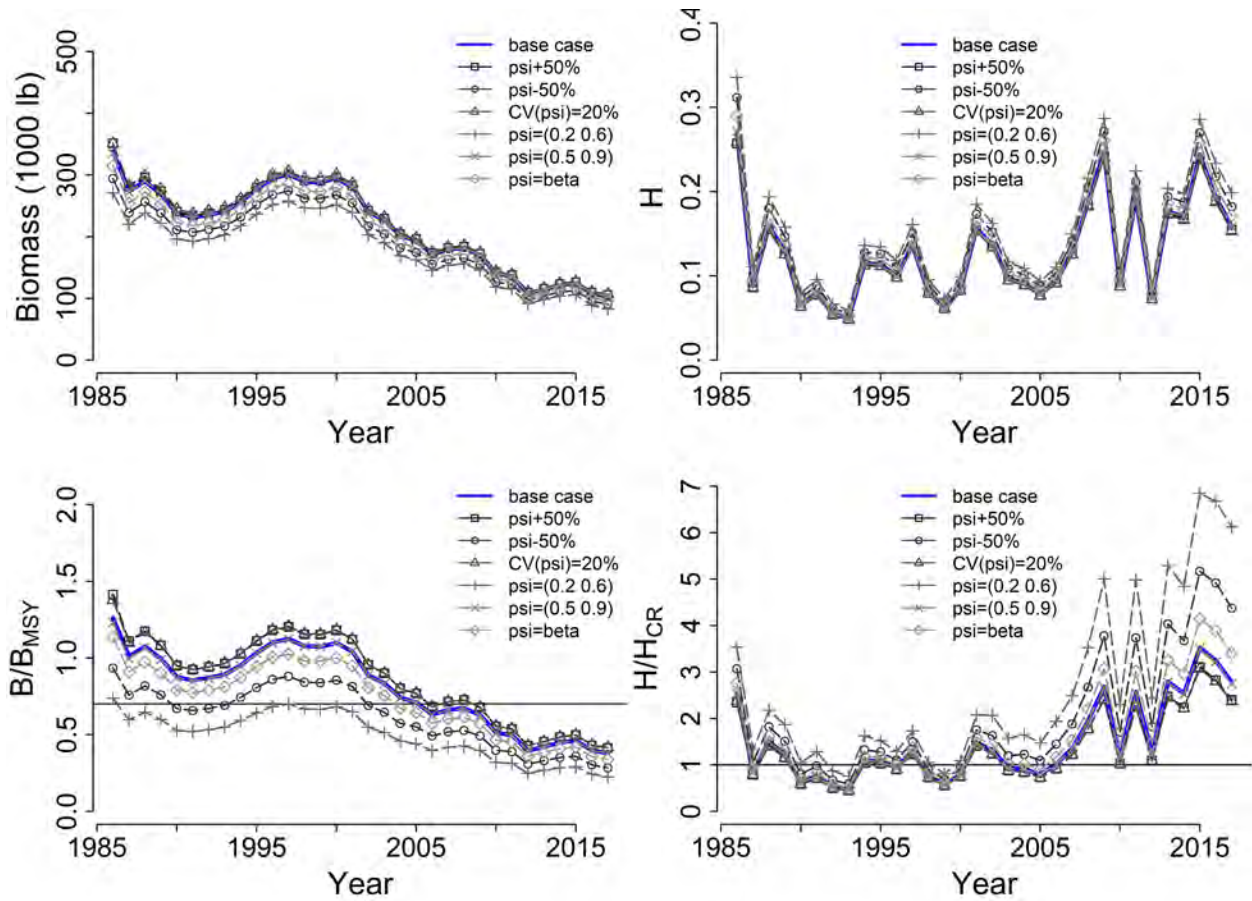 Biomass (1000 lb)
500
300
100
0
base case
psi+50%
psi-50%
CV(psi)=20%
psi=(0.2 0.6)
psi=(0.5 0.9)
psi=beta
1985 1995 2005 2015
Year
H
0.4
0.3
0.2
0.1
0.0
base case
psi+50%
psi-50%
CV(psi)=20%
psi=(0.2 0.6)
psi=(0.5 0.9)
psi=beta
1985 1995 2005 2015
Year
B/BMSY
2.0
1.5
1.0
0.5
0.0
base case
psi+50%
psi-50%
CV(psi)=20%
psi=(0.2 0.6)
psi=(0.5 0.9)
psi=beta
1985 1995 2005 2015
Year
H/HCR
7
6
5
4
3
2
1
0
base case
psi+50%
psi-50%
CV(psi)=20%
psi=(0.2 0.6)
psi=(0.5 0.9)
psi=beta
1985 1995 2005 2015
Year